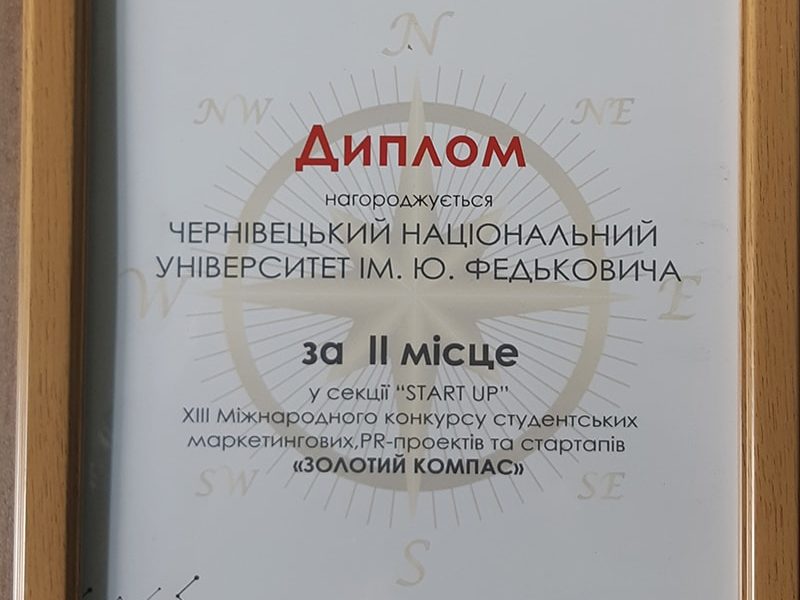 N
NW NE
Диплом
нагороджується
ЧЕРНІВЕЦЬКИЙ НАЦІОНАЛЬНИЙ
УНІВЕРСИТЕТ ІМ. Ю. ФЕДЬКОВИЧА
W E
за II місце
у секції “START UP”
XIII Міжнародного конкурсу студентських
маркетингових,PR-проектів та стартапів
«ЗОЛОТИЙ КОМПАС»
SW SE
S